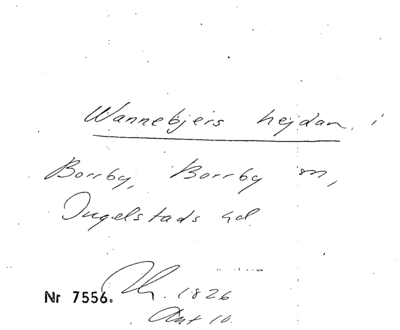 Wannebjers hejdan i
Borrby, Borrby sn,
Ingelstads hd.
Nr 7556. 1826
10.